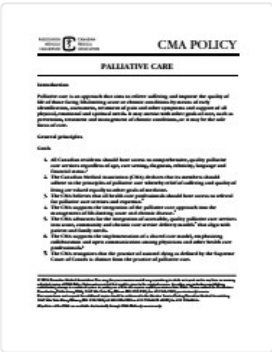 ASSOCIATION CANADIAN
MÉDICALE MEDICAL
CANADIENNE ASSOCIATION
CMA POLICY
PALLIATIVE CARE
Introduction
Palliative care is an approach that aims to relieve suffering and improve the quality of
life of those facing life-limiting acute or chronic conditions by means of early
identification, assessment, treatment of pain and other symptoms and support of all
physical, emotional and spiritual needs. It may coexist with other goals of care, such as
prevention, treatment and management of chronic conditions, or it may be the sole
focus of care.
General principles
Goals
1. All Canadian residents should have access to comprehensive, quality palliative
care services regardless of age, care setting, diagnosis, ethnicity, language and
financial status.
2. The Canadian Medical Association (CMA) declares that its members should
adhere to the principles of palliative care whereby relief of suffering and quality of
living are valued equally to other goals of medicine.
3. The CMA believes that all health care professionals should have access to referral
for palliative care services and expertise.
4. The CMA supports the integration of the palliative care approach into the
management of life-limiting acute and chronic disease.
5. The CMA advocates for the integration of accessible, quality palliative care services
into acute, community and chronic care service delivery models that align with
patient and family needs.
6. The CMA supports the implementation of a shared care model, emphasizing
collaboration and open communication among physicians and other health care
professionals.
7. The CMA recognizes that the practice of assisted dying as defined by the Supreme
Court of Canada is distinct from the practice of palliative care.